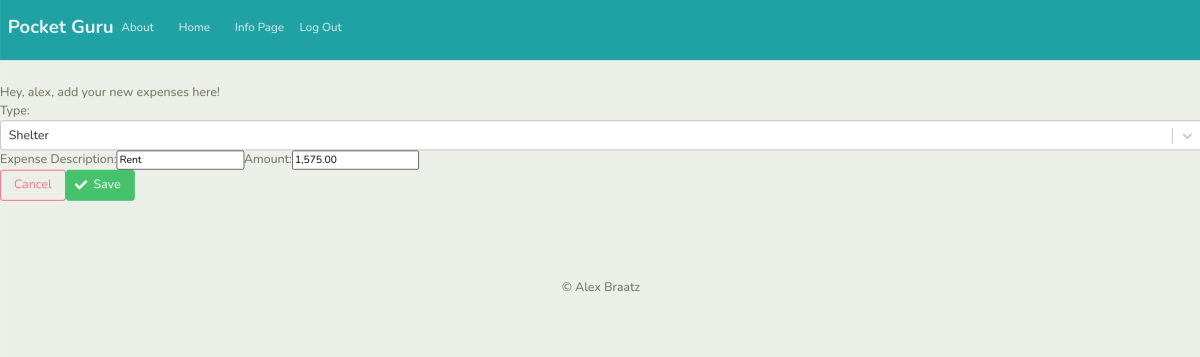 Pocket Guru About Home Info Page Log Out
Hey, alex, add your new expenses here!
Type:
Shelter
Expense Description: Rent Amount: 1,575.00
Cancel Save
© Alex Braatz